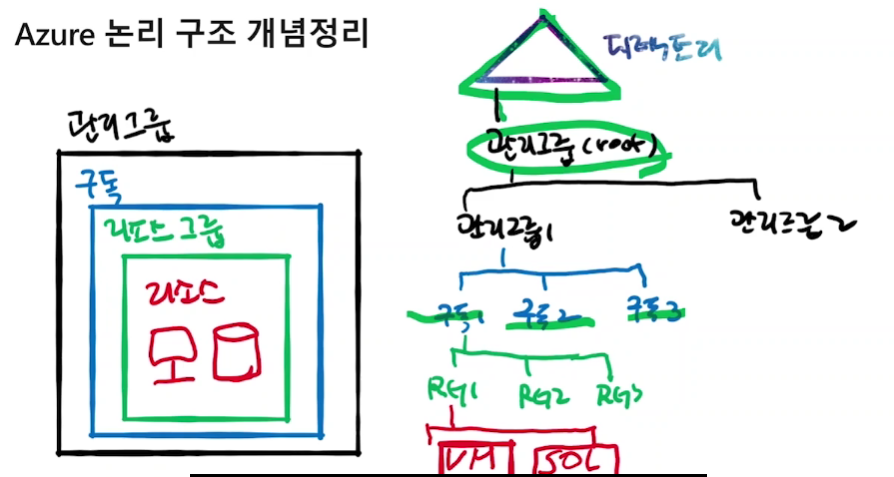 Azure 논리 구조 개념정리
관리그룹
구독
리소스그룹
리소스
디렉토리
관리그룹(root)
관리그룹1
관리그룹2
구독1
구독2
구독3
RG1
RG2
RG3
VM
SQL